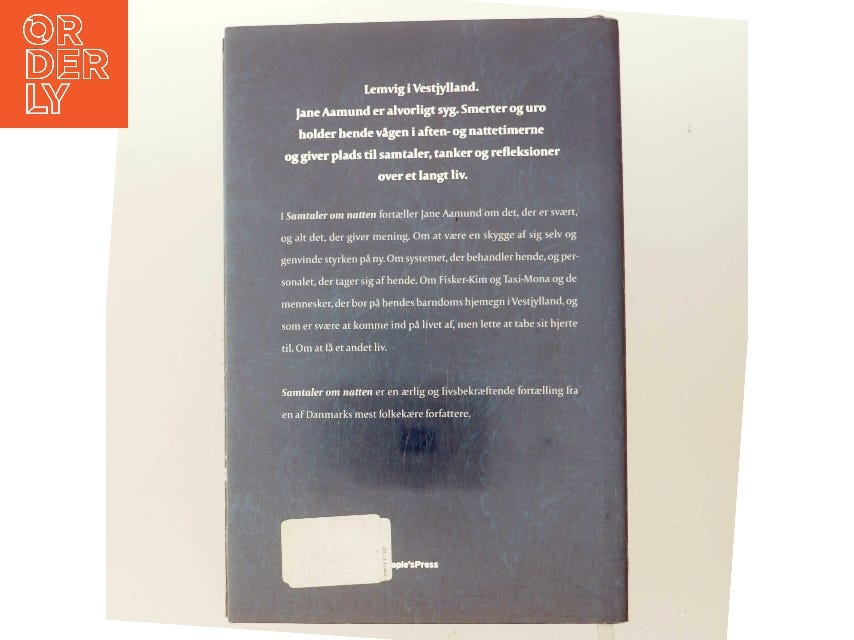 OR
DER
LY
Lemvig i Vestjylland.
Jane Aamund er alvorligt syg. Smerter og uro
holder hende vågen i aften- og nattetimerne
og giver plads til samtaler, tanker og refleksioner
over et langt liv.
I Samtaler om natten fortæller Jane Aamund om det, der er svært,
og alt det, der giver mening. Om at være en skygge af sig selv og
genvinde styrken på ny. Om systemet, der behandler hende, og per-
sonalet, der tager sig af hende. Om Fisker-Kim og Taxi-Mona og de
mennesker, der bor på hendes barndoms hjemegn i Vestjylland, og
som er svære at komme ind på livet af, men lette at tabe sit hjerte
til. Om at få et andet liv.
Samtaler om natten er en ærlig og livsbekræftende fortælling fra
en af Danmarks mest folkekære forfattere.
ople'sPress